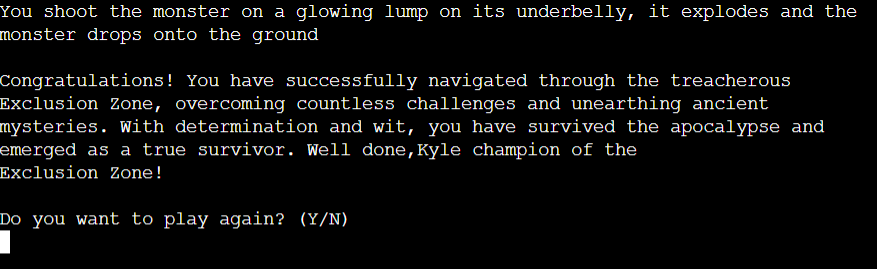 You shoot the monster on a glowing lump on its underbelly, it explodes and the
monster drops onto the ground
Congratulations! You have successfully navigated through the treacherous
Exclusion Zone, overcoming countless challenges and unearthing ancient
mysteries. With determination and wit, you have survived the apocalypse and
emerged as a true survivor. Well done,Kyle champion of the
Exclusion Zone!
Do you want to play again? (Y/N)